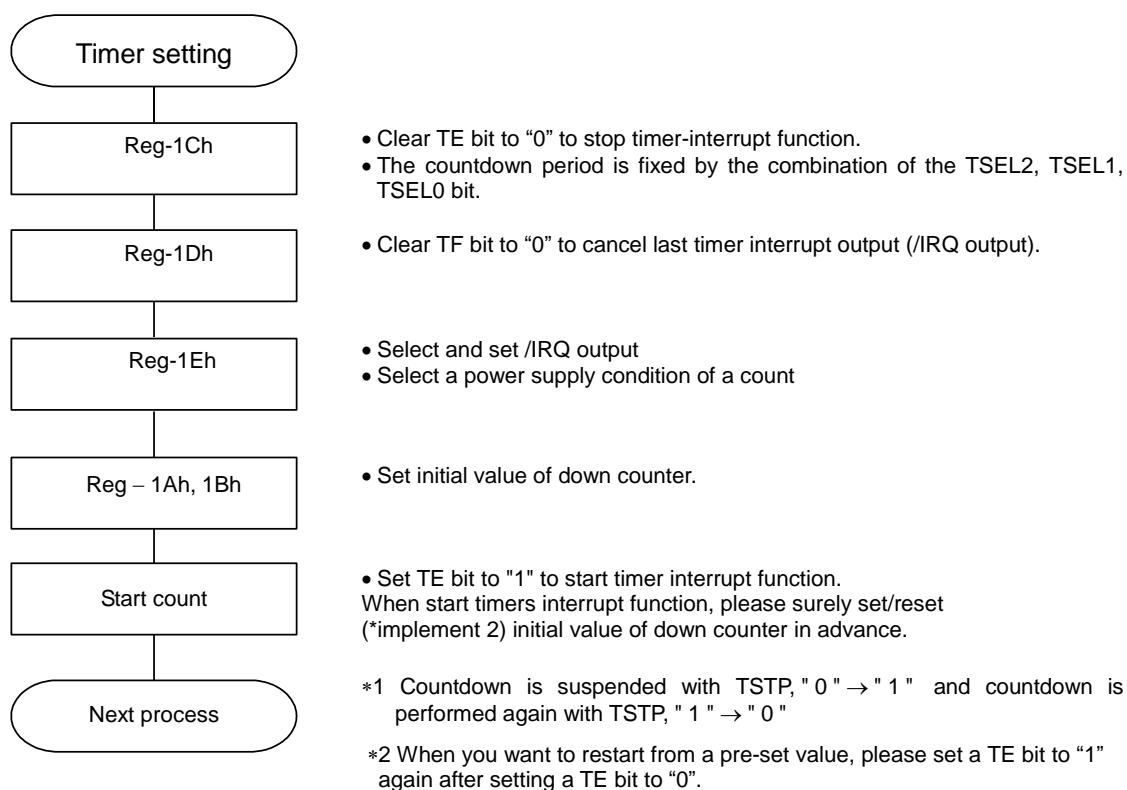 Timer setting
Reg-1Ch
• Clear TE bit to “0” to stop timer-interrupt function.
• The countdown period is fixed by the combination of the TSEL2, TSEL1,
TSEL0 bit.
Reg-1Dh
• Clear TF bit to “0” to cancel last timer interrupt output (/IRQ output).
Reg-1Eh
• Select and set /IRQ output
• Select a power supply condition of a count
Reg – 1Ah, 1Bh
• Set initial value of down counter.
Start count
• Set TE bit to "1" to start timer interrupt function.
When start timers interrupt function, please surely set/reset
(*implement 2) initial value of down counter in advance.
Next process
*1 Countdown is suspended with TSTP, " 0 " → " 1 " and countdown is
performed again with TSTP, " 1 " → " 0 "
*2 When you want to restart from a pre-set value, please set a TE bit to “1”
again after setting a TE bit to “0”.